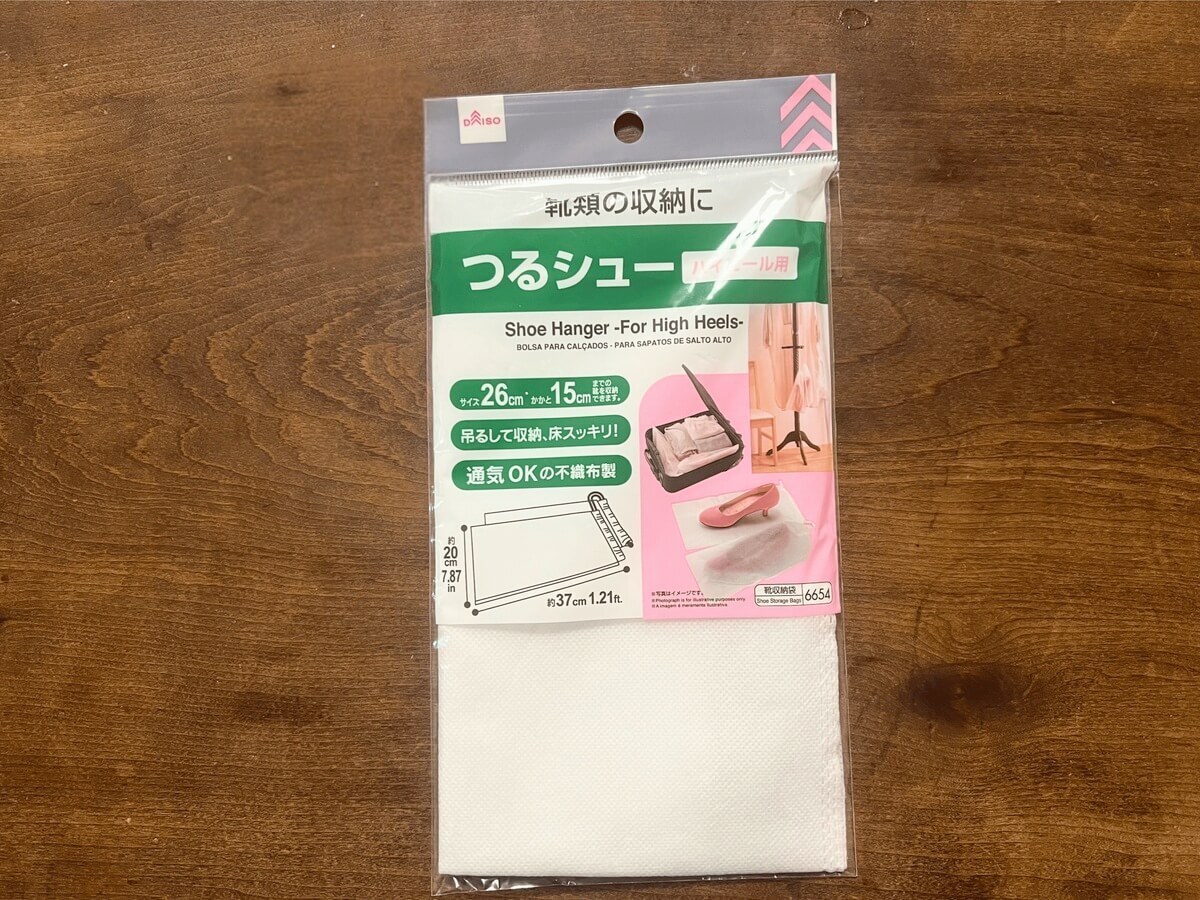 DAISO
靴類の収納に
つるシュー ハイヒール用
Shoe Hanger -For High Heels-
BOLSA PARA CALÇADOS - PARA SAPATOS DE SALTO ALTO
サイズ26cm・かかと15cmまでの靴を収納できます。
吊るして収納、床スッキリ!
通気OKの不織布製
約20cm
7.87in
約37cm 1.21ft.
※写真はイメージです。
※Photograph is for illustrative purposes only.
※A imagem é meramente ilustrativa.
靴収納袋
Shoe Storage Bags
6654